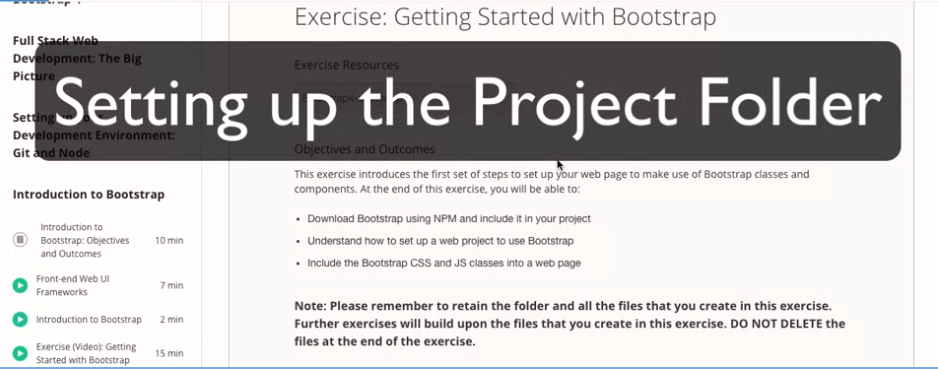 Full Stack Web
Development: The Big
Picture
Development Environment:
Git and Node
Introduction to Bootstrap
Introduction to
Bootstrap: Objectives
and Outcomes
10 min
Front-end Web UI
Frameworks
7 min
Introduction to Bootstrap
2 min
Exercise (Video): Getting
Started with Bootstrap
15 min
Exercise: Getting Started with Bootstrap
Exercise Resources
Setting up the Project Folder
Objectives and Outcomes
This exercise introduces the first set of steps to set up your web page to make use of Bootstrap classes and
components. At the end of this exercise, you will be able to:
• Download Bootstrap using NPM and include it in your project
• Understand how to set up a web project to use Bootstrap
• Include the Bootstrap CSS and JS classes into a web page
Note: Please remember to retain the folder and all the files that you create in this exercise.
Further exercises will build upon the files that you create in this exercise. DO NOT DELETE the
files at the end of the exercise.